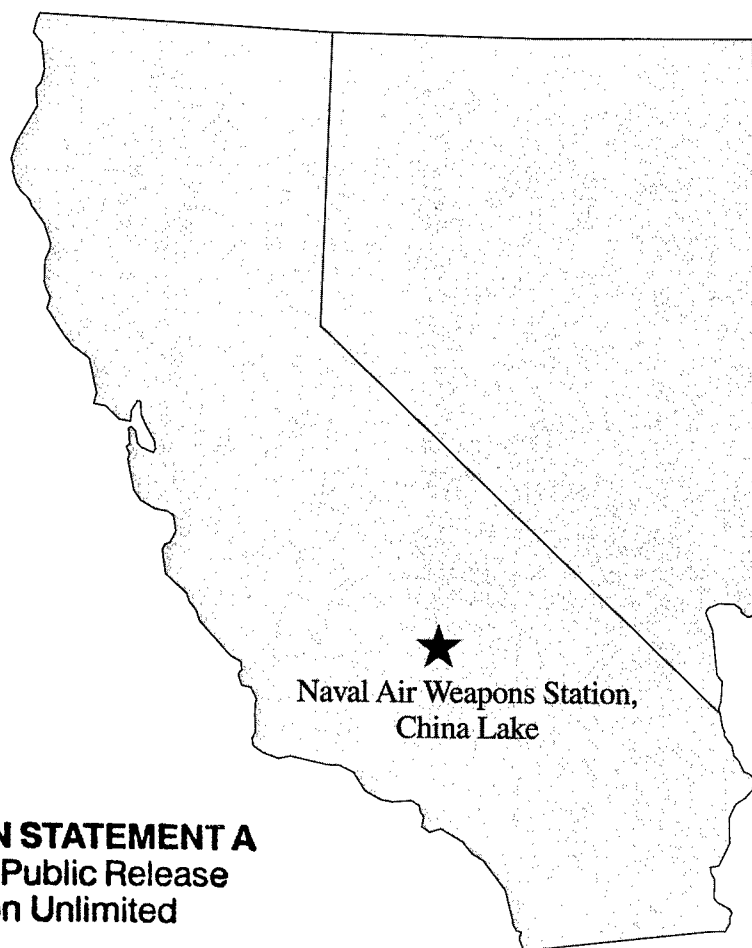 Naval Air Weapons Station,
China Lake
N STATEMENT A
Public Release
n Unlimited